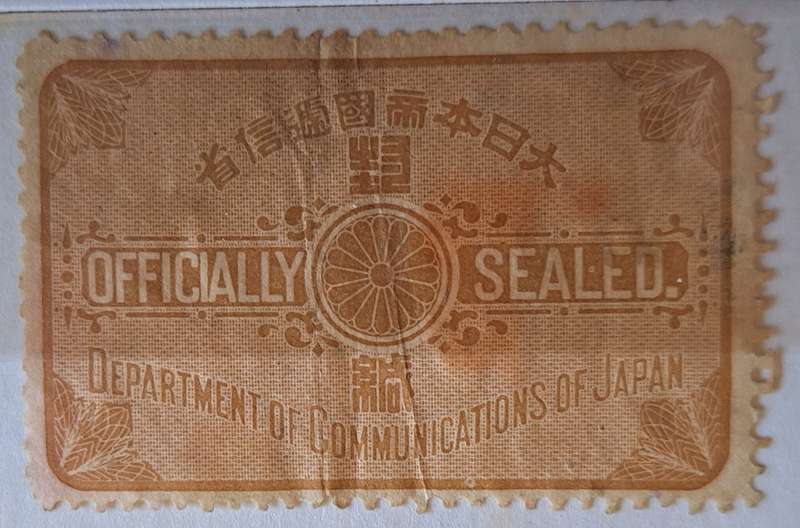 大日本帝國遞信省
封
OFFICIALLY SEALED.
緘
DEPARTMENT OF COMMUNICATIONS OF JAPAN